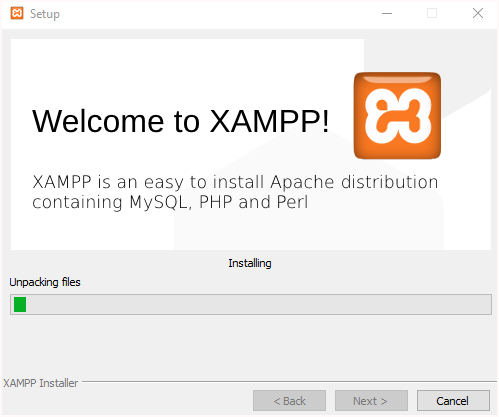 Setup
Welcome to XAMPP!
XAMPP is an easy to install Apache distribution
containing MySQL, PHP and Perl
Installing
Unpacking files
XAMPP Installer
< Back
Next >
Cancel